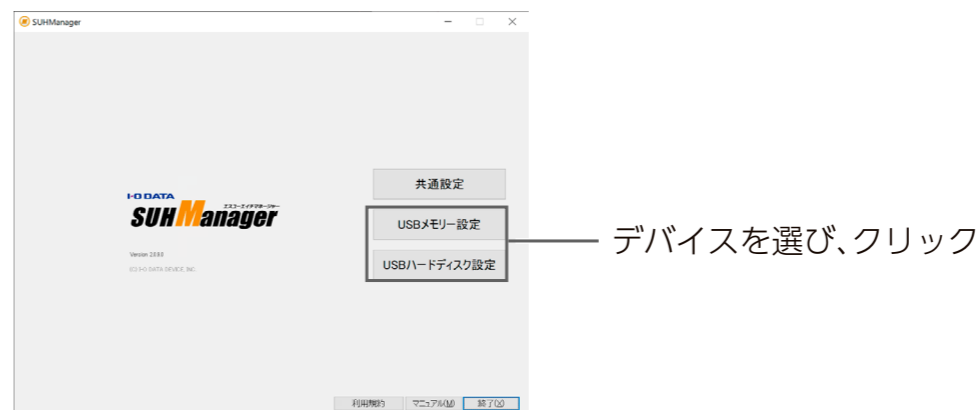 SUHManager
共通設定
I-O DATA
エスユーエイチマネージャー
SUHManager
USBメモリー設定
デバイスを選び、クリック
USBハードディスク設定
(C) I-O DATA DEVICE, INC.
利用規約 マニュアル(M) 終了(X)